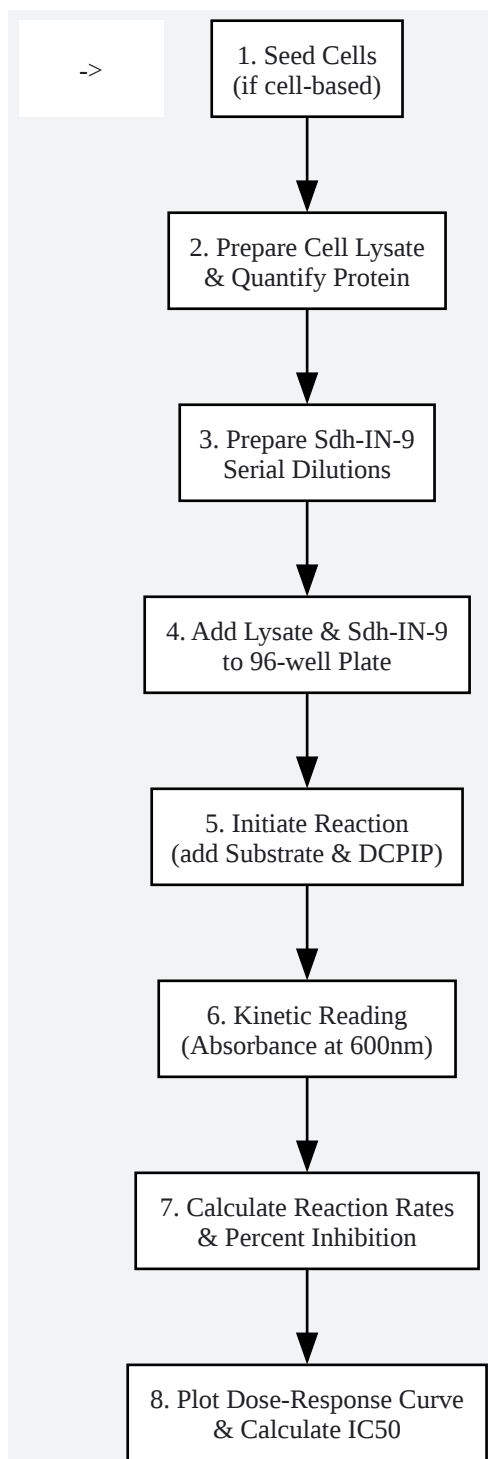 ->
1. Seed Cells
(if cell-based)
2. Prepare Cell Lysate
& Quantify Protein
3. Prepare Sdh-IN-9
Serial Dilutions
4. Add Lysate & Sdh-IN-9
to 96-well Plate
5. Initiate Reaction
(add Substrate & DCPIP)
6. Kinetic Reading
(Absorbance at 600nm)
7. Calculate Reaction Rates
& Percent Inhibition
8. Plot Dose-Response Curve
& Calculate IC50